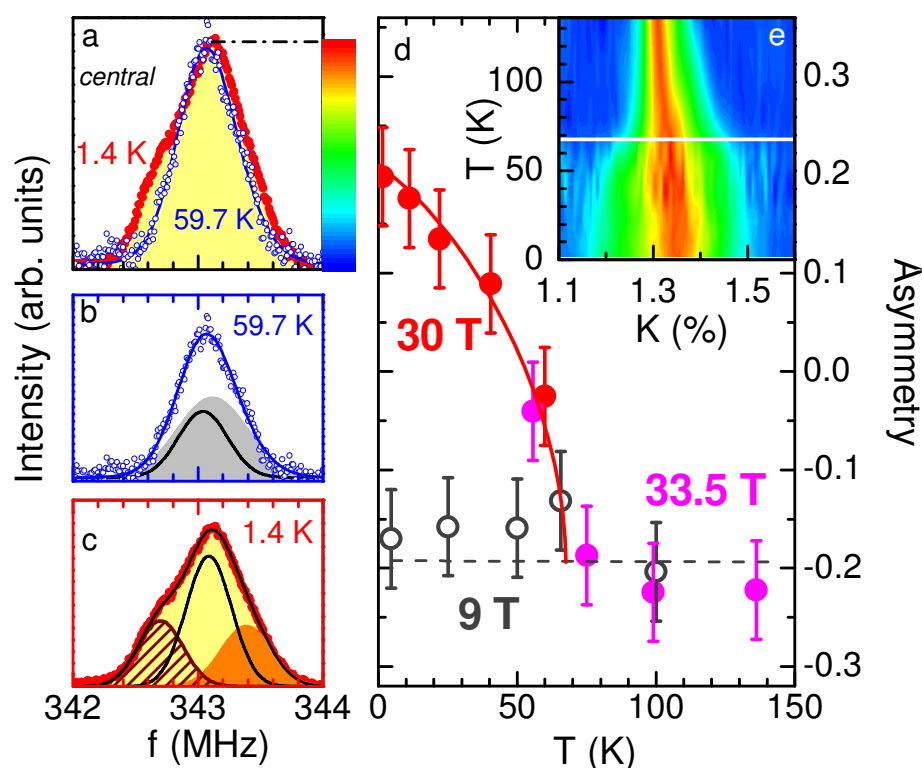 a
central
1.4 K
59.7 K
b
59.7 K
c
1.4 K
342 343 344
f (MHz)
Intensity (arb. units)
d
30 T
33.5 T
9 T
0 50 100 150
T (K)
e
100
50
0
T (K)
1.1 1.3 1.5
K (%)
0.3
0.2
0.1
0.0
-0.1
-0.2
-0.3
Asymmetry